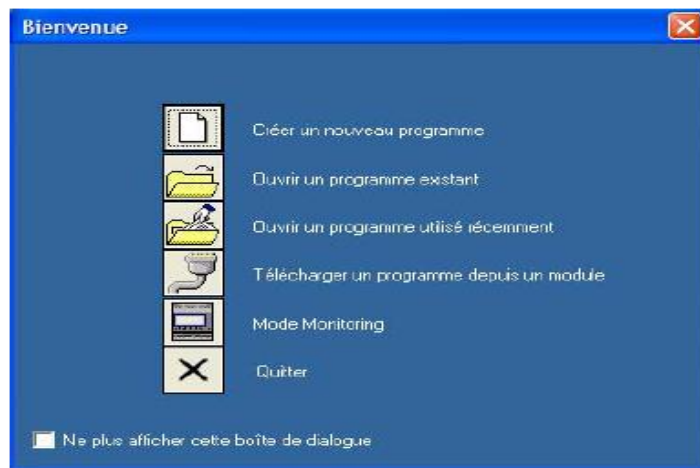 Bienvenue
Créer un nouveau programme
Ouvrir un programme existant
Ouvrir un programme utilisé récemment
Télécharger un programme depuis un module
Mode Monitoring
Quitter
Ne plus afficher cette boîte de dialogue